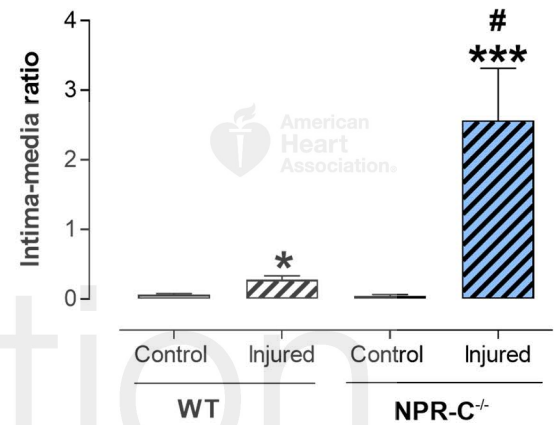 Intima-media ratio
4
3
2
1
0
#
***
*
American
Heart
Association®
Control Injured Control Injured
WT NPR-C-/-
tion